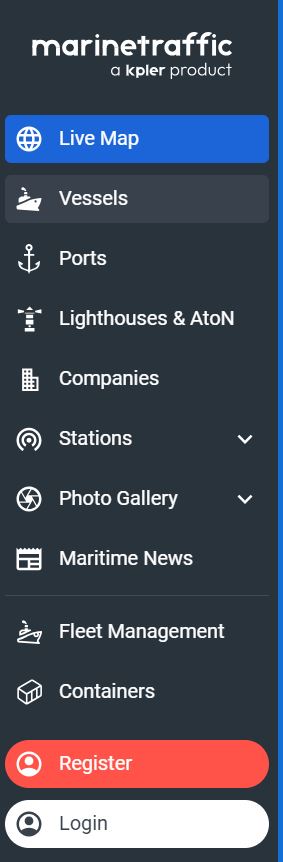 marinetraffic
a kpler product
Live Map
Vessels
Ports
Lighthouses & AtoN
Companies
Stations
Photo Gallery
Maritime News
Fleet Management
Containers
Register
Login